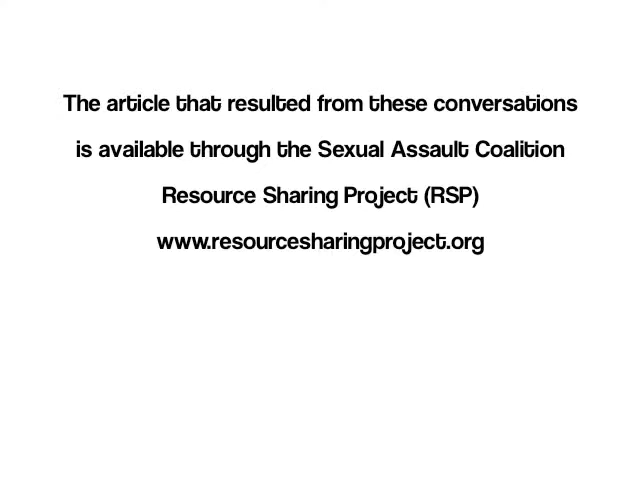 The article that resulted from these conversations
is available through the Sexual Assault Coalition
Resource Sharing Project (RSP)
www.resourcesharingproject.org